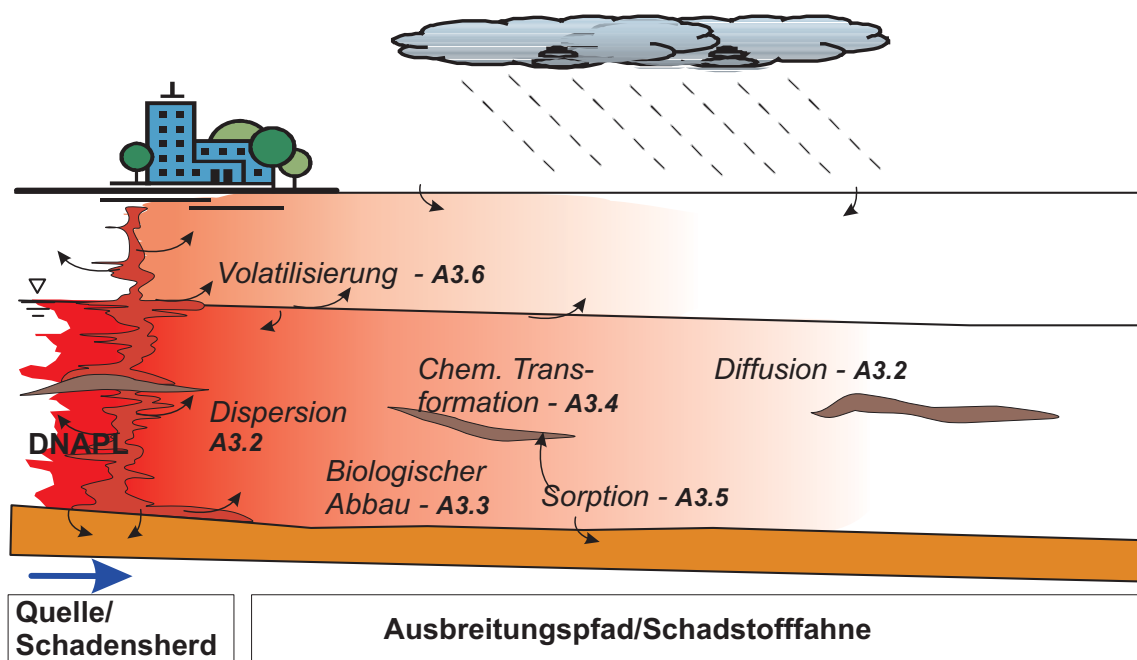 Volatilisierung - A3.6
Chem. Trans-
formation - A3.4
Diffusion - A3.2
Dispersion
A3.2
DNAPL
Biologischer
Abbau - A3.3
Sorption - A3.5
Quelle/
Schadensherd
Ausbreitungspfad/Schadstofffahne